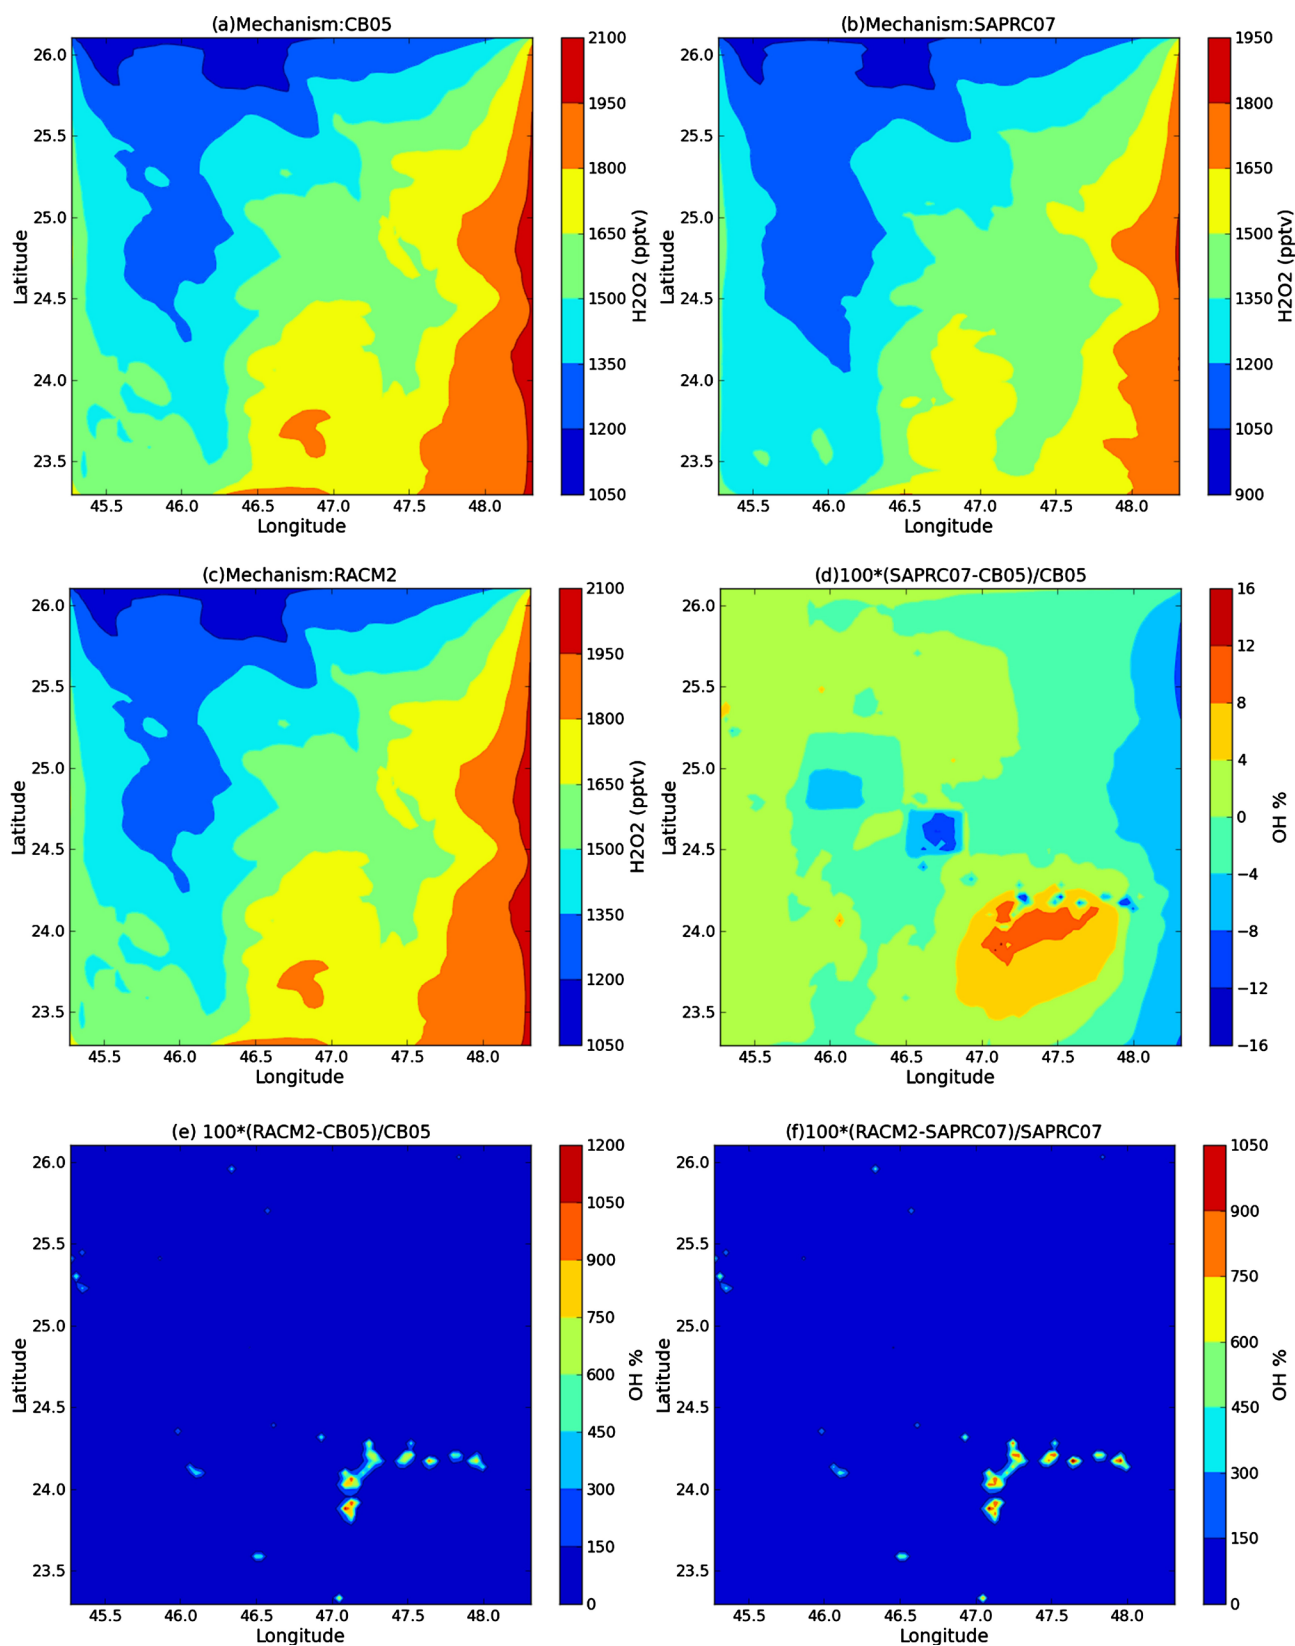 (a)Mechanism:CB05
26.0
25.5
25.0
24.5
24.0
23.5
Latitude
45.5 46.0 46.5 47.0 47.5 48.0
Longitude
2100
1950
1800
1650
1500
1350
1200
1050
H2O2 (pptv)
(b)Mechanism:SAPRC07
26.0
25.5
25.0
24.5
24.0
23.5
Latitude
45.5 46.0 46.5 47.0 47.5 48.0
Longitude
1950
1800
1650
1500
1350
1200
1050
900
H2O2 (pptv)
(c)Mechanism:RACM2
26.0
25.5
25.0
24.5
24.0
23.5
Latitude
45.5 46.0 46.5 47.0 47.5 48.0
Longitude
2100
1950
1800
1650
1500
1350
1200
1050
H2O2 (pptv)
(d)100*(SAPRC07-CB05)/CB05
26.0
25.5
25.0
24.5
24.0
23.5
Latitude
45.5 46.0 46.5 47.0 47.5 48.0
Longitude
16
12
8
4
0
−4
−8
−12
−16
OH %
(e) 100*(RACM2-CB05)/CB05
26.0
25.5
25.0
24.5
24.0
23.5
Latitude
45.5 46.0 46.5 47.0 47.5 48.0
Longitude
1200
1050
900
750
600
450
300
150
0
OH %
(f)100*(RACM2-SAPRC07)/SAPRC07
26.0
25.5
25.0
24.5
24.0
23.5
Latitude
45.5 46.0 46.5 47.0 47.5 48.0
Longitude
1050
900
750
600
450
300
150
0
OH %